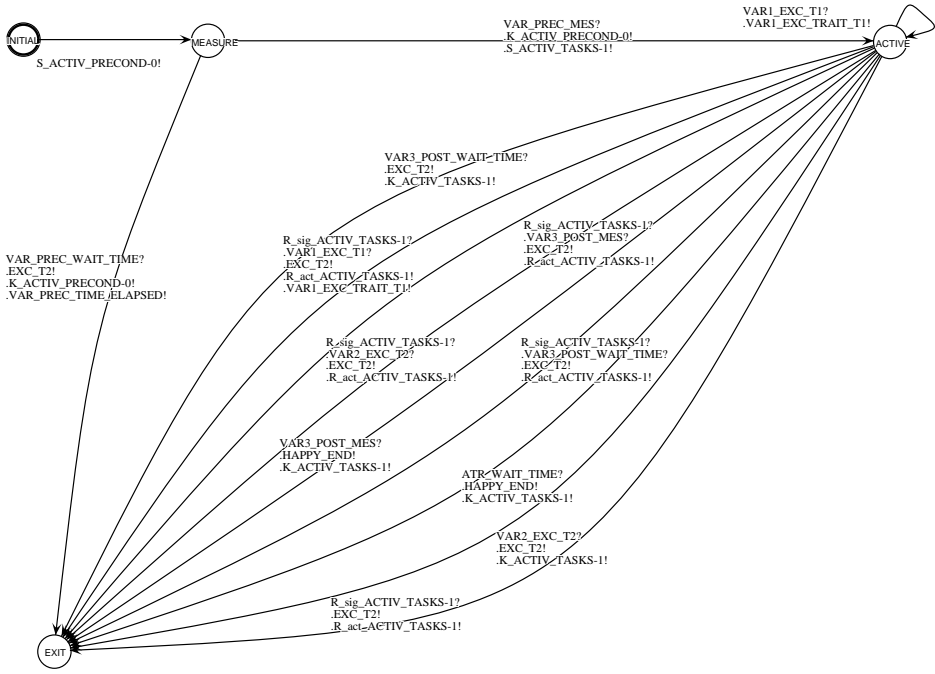 INITIAL
S_ACTIV_PRECOND-0!
MEASURE
VAR_PREC_MES?
.K_ACTIV_PRECOND-0!
.S_ACTIV_TASKS-1!
VAR1_EXC_T1?
.VAR1_EXC_TRAIT_T1!
ACTIVE
VAR3_POST_WAIT_TIME?
.EXC_T2!
.K_ACTIV_TASKS-1!
R_sig_ACTIV_TASKS-1?
.VAR1_EXC_T1?
.EXC_T2!
.R_act_ACTIV_TASKS-1!
.VAR1_EXC_TRAIT_T1!
R_sig_ACTIV_TASKS-1?
.VAR3_POST_MES?
.EXC_T2!
.R_act_ACTIV_TASKS-1!
VAR_PREC_WAIT_TIME?
.EXC_T2!
.K_ACTIV_PRECOND-0!
.VAR_PREC_TIME_ELAPSED!
R_sig_ACTIV_TASKS-1?
.VAR2_EXC_T2?
.EXC_T2!
.R_act_ACTIV_TASKS-1!
R_sig_ACTIV_TASKS-1?
.VAR3_POST_WAIT_TIME?
.EXC_T2!
.R_act_ACTIV_TASKS-1!
VAR3_POST_MES?
.HAPPY_END!
.K_ACTIV_TASKS-1!
ATR_WAIT_TIME?
.HAPPY_END!
.K_ACTIV_TASKS-1!
VAR2_EXC_T2?
.EXC_T2!
.K_ACTIV_TASKS-1!
R_sig_ACTIV_TASKS-1?
.EXC_T2!
.R_act_ACTIV_TASKS-1!
EXIT